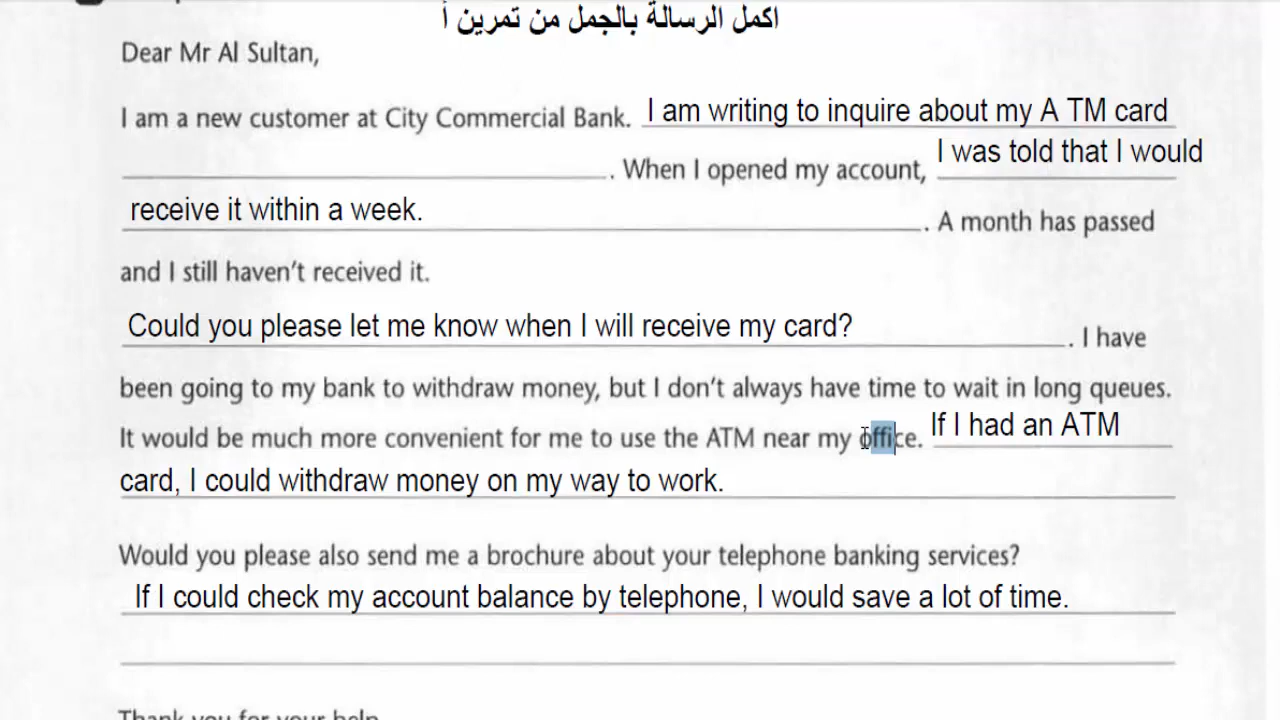 اكمل الرسالة بالجمل من تمرين أ
Dear Mr Al Sultan,
I am a new customer at City Commercial Bank. I am writing to inquire about my A TM card
. When I opened my account, I was told that I would
receive it within a week. . A month has passed
and I still haven't received it.
Could you please let me know when I will receive my card? . I have
been going to my bank to withdraw money, but I don't always have time to wait in long queues.
It would be much more convenient for me to use the ATM near my office. If I had an ATM
card, I could withdraw money on my way to work.
Would you please also send me a brochure about your telephone banking services?
If I could check my account balance by telephone, I would save a lot of time.
Thank you for your help